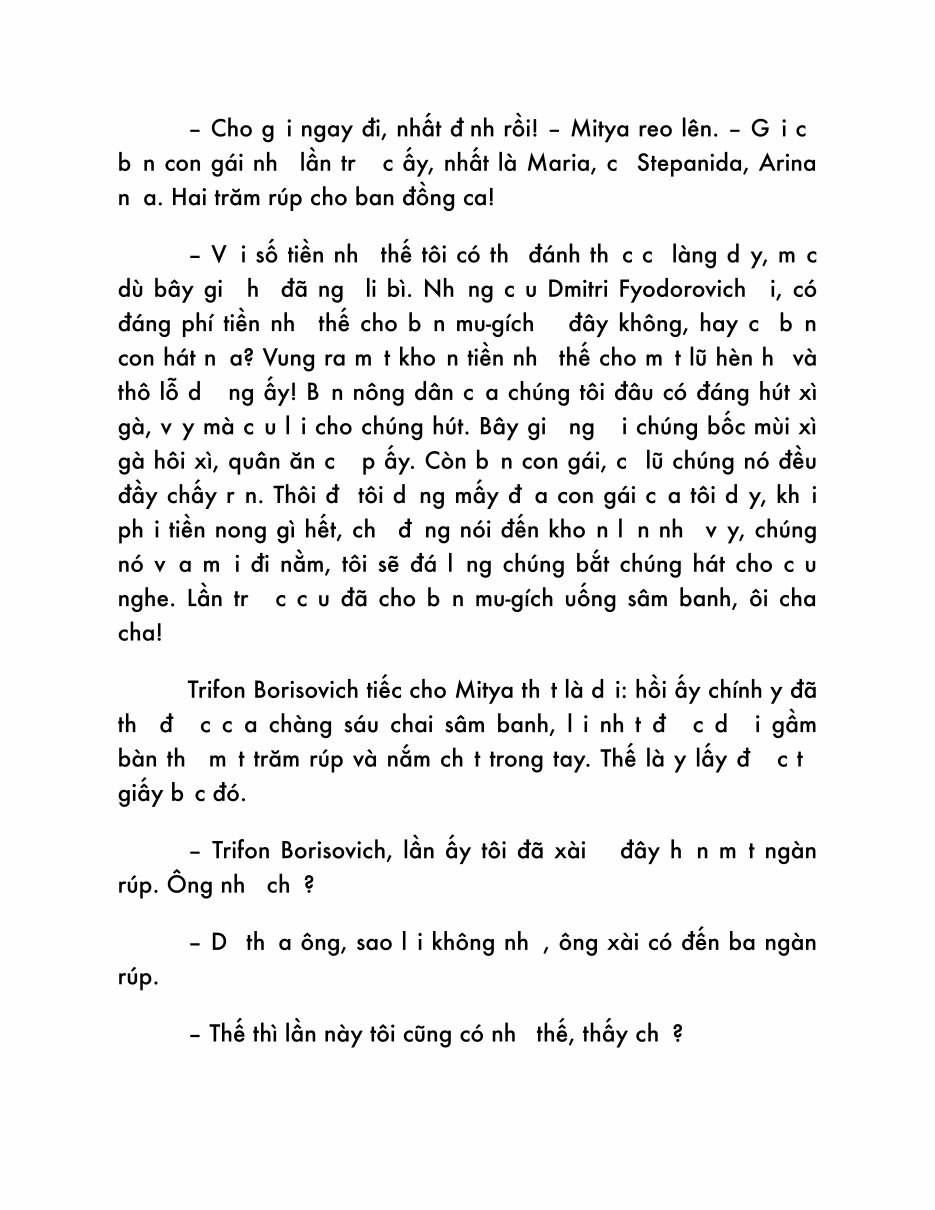 – Cho g i ngay đi, nhất đ nh rồi! – Mitya reo lên. – G i c
b n con gái nh lần tr c ấy, nhất là Maria, c Stepanida, Arina
n a. Hai trăm rúp cho ban đồng ca!
– V i số tiền nh thế tôi có th đánh th c c làng d y, m c
dù bây gi h đã ng li bì. Nh ng c u Dmitri Fyodorovich i, có
đáng phí tiền nh thế cho b n mu-gích đây không, hay c b n
con hát n a? Vung ra m t kho n tiền nh thế cho m t lũ hèn h và
thô lỗ d ng ấy! B n nông dân c a chúng tôi đâu có đáng hút xì
gà, v y mà c u l i cho chúng hút. Bây gi ng i chúng bốc mùi xì
gà hôi xì, quân ăn c p ấy. Còn b n con gái, c lũ chúng nó đều
đầy chấy r n. Thôi đ tôi d ng mấy đ a con gái c a tôi d y, kh i
ph i tiền nong gì hết, ch đ ng nói đến kho n l n nh v y, chúng
nó v a m i đi nằm, tôi sẽ đá l ng chúng bắt chúng hát cho c u
nghe. Lần tr c c u đã cho b n mu-gích uống sâm banh, ôi cha
cha!
Trifon Borisovich tiếc cho Mitya th t là d i: hồi ấy chính y đã
th đ c c a chàng sáu chai sâm banh, l i nh t đ c d i gầm
bàn th m t trăm rúp và nắm ch t trong tay. Thế là y lấy đ c t
giấy b c đó.
– Trifon Borisovich, lần ấy tôi đã xài đây h n m t ngàn
rúp. Ông nh ch ?
– D th a ông, sao l i không nh , ông xài có đến ba ngàn
rúp.
– Thế thì lần này tôi cũng có nh thế, thấy ch ?